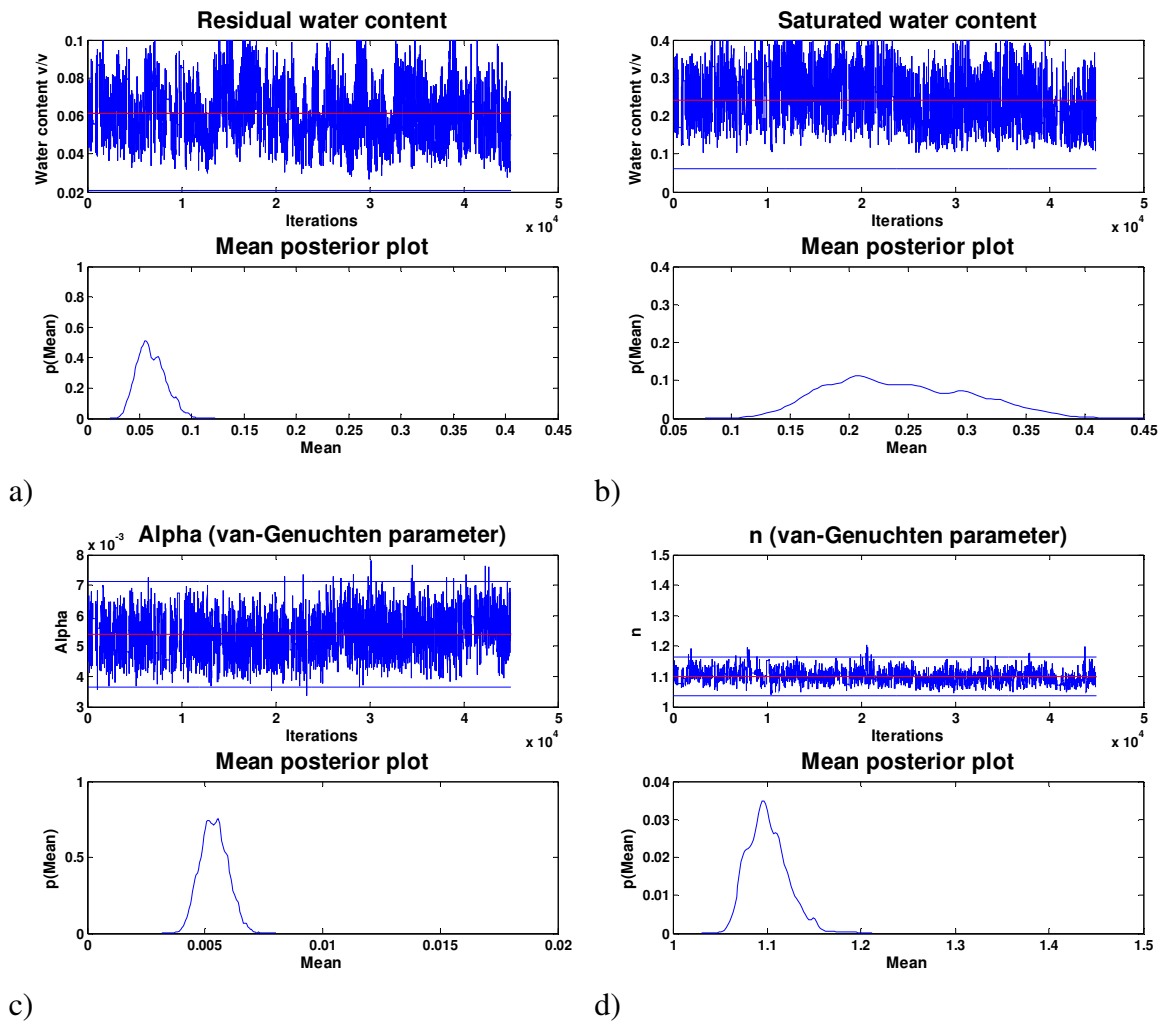 Residual water content
0.1
0.08
0.06
0.04
0.02
Water content v/v
0 1 2 3 4 5
Iterations
x 10^4
Mean posterior plot
1
0.8
0.6
0.4
0.2
0
p(Mean)
0 0.05 0.1 0.15 0.2 0.25 0.3 0.35 0.4 0.45
Mean
a)
Saturated water content
0.4
0.3
0.2
0.1
0
Water content v/v
0 1 2 3 4 5
Iterations
x 10^4
Mean posterior plot
0.4
0.3
0.2
0.1
0
p(Mean)
0.05 0.1 0.15 0.2 0.25 0.3 0.35 0.4 0.45
Mean
b)
Alpha (van-Genuchten parameter)
x 10^-3
8
7
6
5
4
3
Alpha
0 1 2 3 4 5
Iterations
x 10^4
Mean posterior plot
1
0.5
0
p(Mean)
0 0.005 0.01 0.015 0.02
Mean
c)
n (van-Genuchten parameter)
1.5
1.4
1.3
1.2
1.1
1
n
0 1 2 3 4 5
Iterations
x 10^4
Mean posterior plot
0.04
0.03
0.02
0.01
0
p(Mean)
1 1.1 1.2 1.3 1.4 1.5
Mean
d)